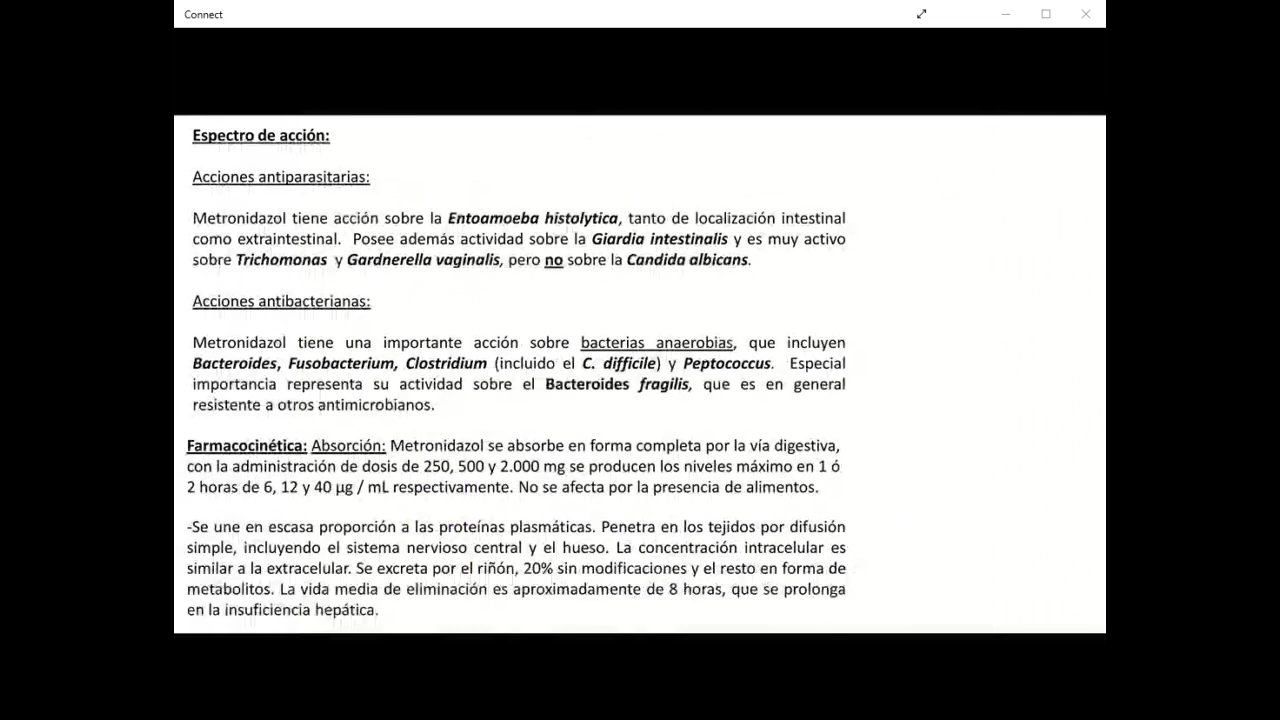 Connect
Espectro de acción:
Acciones antiparasitarias:
Metronidazol tiene acción sobre la Entoamoeba histolytica, tanto de localización intestinal
como extraintestinal. Posee además actividad sobre la Giardia intestinalis y es muy activo
sobre Trichomonas y Gardnerella vaginalis, pero no sobre la Candida albicans.
Acciones antibacterianas:
Metronidazol tiene una importante acción sobre bacterias anaerobias, que incluyen
Bacteroides, Fusobacterium, Clostridium (incluido el C. difficile) y Peptococcus. Especial
importancia representa su actividad sobre el Bacteroides fragilis, que es en general
resistente a otros antimicrobianos.
Farmacocinética: Absorción: Metronidazol se absorbe en forma completa por la vía digestiva,
con la administración de dosis de 250, 500 y 2.000 mg se producen los niveles máximo en 1 ó
2 horas de 6, 12 y 40 µg / mL respectivamente. No se afecta por la presencia de alimentos.
-Se une en escasa proporción a las proteínas plasmáticas. Penetra en los tejidos por difusión
simple, incluyendo el sistema nervioso central y el hueso. La concentración intracelular es
similar a la extracelular. Se excreta por el riñón, 20% sin modificaciones y el resto en forma de
metabolitos. La vida media de eliminación es aproximadamente de 8 horas, que se prolonga
en la insuficiencia hepática.